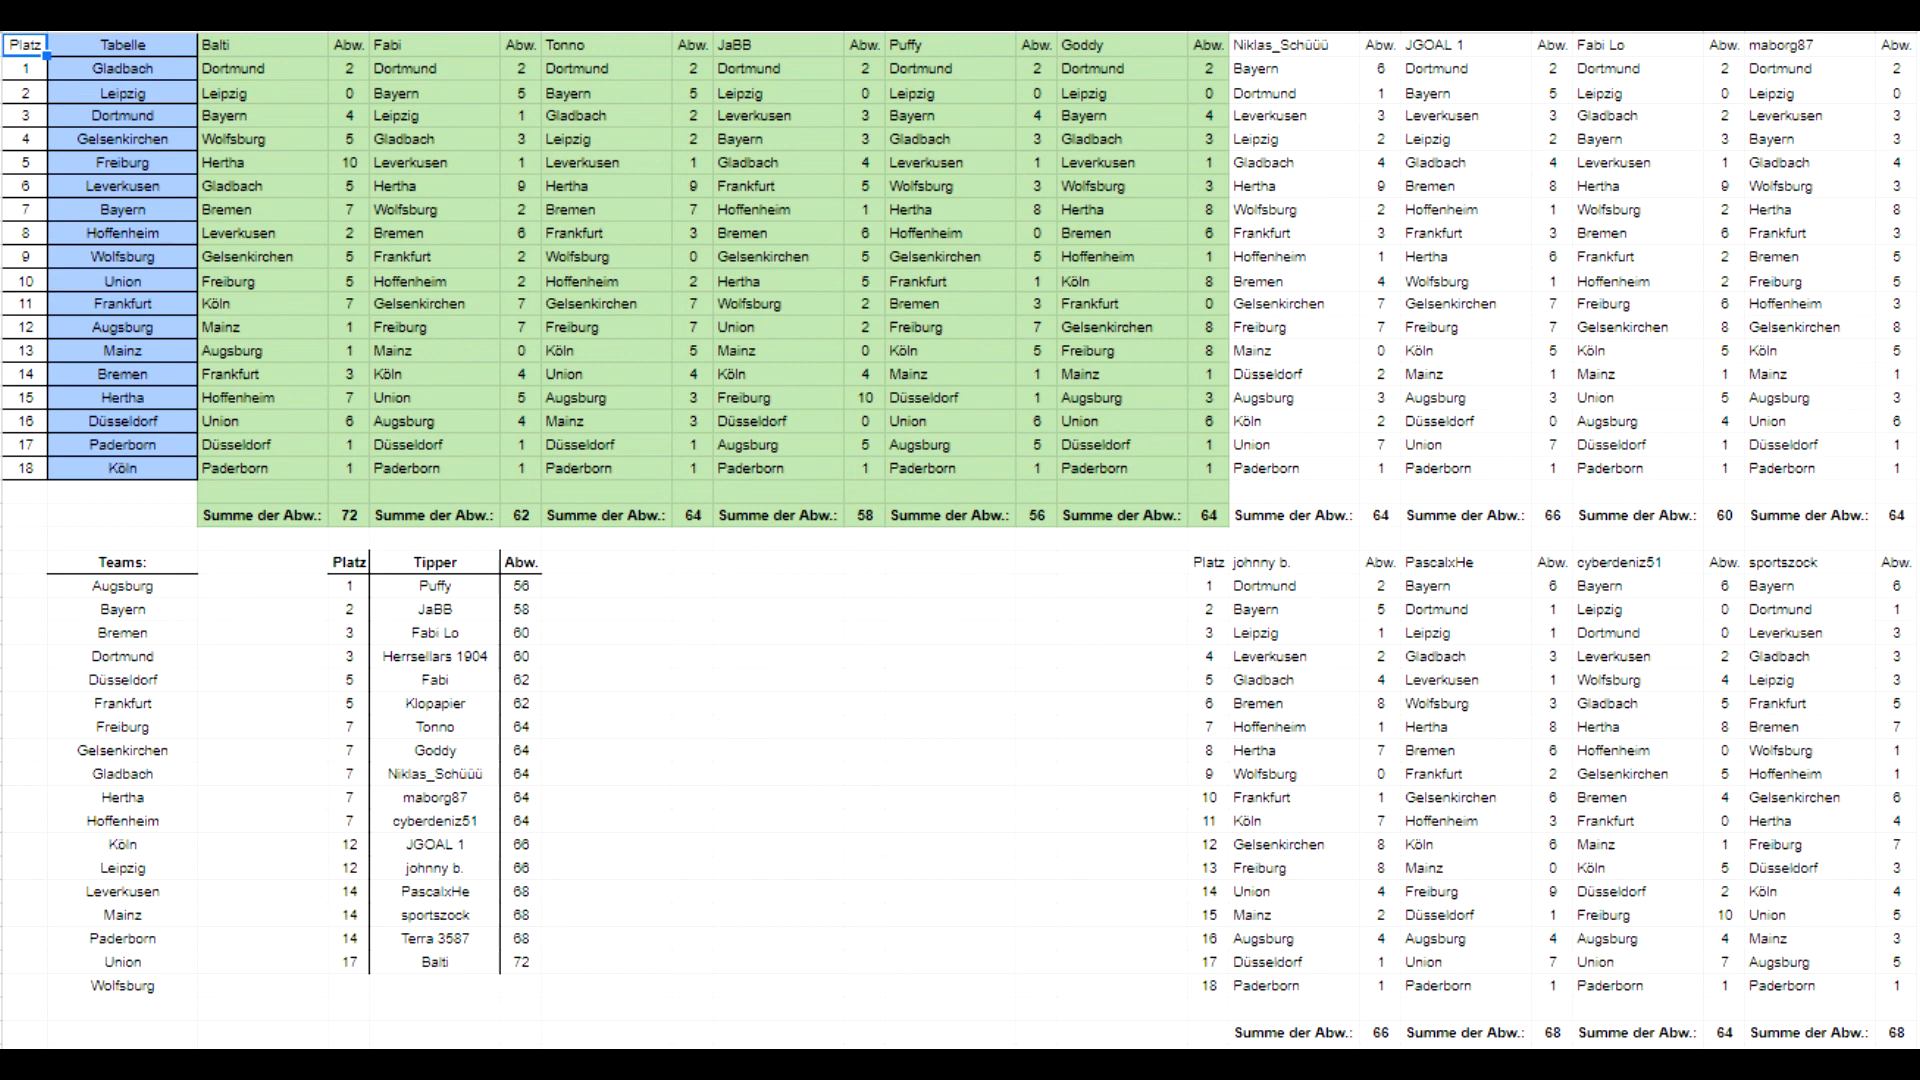 Platz Tabelle Balti Abw. Fabi Abw. Tonno Abw. JaBB Abw. Puffy Abw. Goddy Abw. Niklas_Schüüü Abw. JGOAL 1 Abw. Fabi Lo Abw. maborg87 Abw.
1 Gladbach Dortmund 2 Dortmund 2 Dortmund 2 Dortmund 2 Dortmund 2 Dortmund 2 Bayern 6 Dortmund 2 Dortmund 2 Dortmund 2
2 Leipzig Leipzig 0 Bayern 5 Bayern 5 Leipzig 0 Leipzig 0 Leipzig 0 Dortmund 1 Bayern 5 Leipzig 0 Leipzig 0
3 Dortmund Bayern 4 Leipzig 1 Gladbach 2 Leverkusen 3 Bayern 4 Bayern 4 Leverkusen 3 Leverkusen 3 Gladbach 2 Leverkusen 3
4 Gelsenkirchen Wolfsburg 5 Gladbach 3 Leipzig 2 Bayern 3 Gladbach 3 Gladbach 3 Leipzig 2 Leipzig 2 Bayern 3 Bayern 3
5 Freiburg Hertha 10 Leverkusen 1 Leverkusen 1 Gladbach 4 Leverkusen 1 Leverkusen 1 Gladbach 4 Gladbach 4 Leverkusen 1 Gladbach 4
6 Leverkusen Gladbach 5 Hertha 9 Hertha 9 Frankfurt 5 Wolfsburg 3 Wolfsburg 3 Hertha 9 Bremen 8 Hertha 9 Wolfsburg 3
7 Bayern Bremen 7 Wolfsburg 2 Bremen 7 Hoffenheim 1 Hertha 8 Hertha 8 Wolfsburg 2 Hoffenheim 1 Wolfsburg 2 Hertha 8
8 Hoffenheim Leverkusen 2 Bremen 6 Frankfurt 3 Bremen 6 Hoffenheim 0 Bremen 6 Frankfurt 3 Frankfurt 3 Bremen 6 Frankfurt 3
9 Wolfsburg Gelsenkirchen 5 Frankfurt 2 Wolfsburg 0 Gelsenkirchen 5 Gelsenkirchen 5 Hoffenheim 1 Hoffenheim 1 Hertha 6 Frankfurt 2 Bremen 5
10 Union Freiburg 5 Hoffenheim 2 Hoffenheim 2 Hertha 5 Frankfurt 1 Köln 8 Bremen 4 Wolfsburg 1 Hoffenheim 2 Freiburg 5
11 Frankfurt Köln 7 Gelsenkirchen 7 Gelsenkirchen 7 Wolfsburg 2 Bremen 3 Frankfurt 0 Gelsenkirchen 7 Gelsenkirchen 7 Freiburg 6 Hoffenheim 3
12 Augsburg Mainz 1 Freiburg 7 Freiburg 7 Union 2 Freiburg 7 Gelsenkirchen 8 Freiburg 7 Freiburg 7 Gelsenkirchen 8 Gelsenkirchen 8
13 Mainz Augsburg 1 Mainz 0 Köln 5 Mainz 0 Köln 5 Freiburg 8 Mainz 0 Köln 5 Köln 5 Köln 5
14 Bremen Frankfurt 3 Köln 4 Union 4 Köln 4 Mainz 1 Mainz 1 Düsseldorf 2 Mainz 1 Mainz 1 Mainz 1
15 Hertha Hoffenheim 7 Union 5 Augsburg 3 Freiburg 10 Düsseldorf 1 Augsburg 3 Augsburg 3 Augsburg 3 Union 5 Augsburg 3
16 Düsseldorf Union 6 Augsburg 4 Mainz 3 Düsseldorf 0 Union 6 Union 6 Köln 2 Düsseldorf 0 Augsburg 4 Union 6
17 Paderborn Düsseldorf 1 Düsseldorf 1 Düsseldorf 1 Augsburg 5 Augsburg 5 Düsseldorf 1 Union 7 Union 7 Düsseldorf 1 Düsseldorf 1
18 Köln Paderborn 1 Paderborn 1 Paderborn 1 Paderborn 1 Paderborn 1 Paderborn 1 Paderborn 1 Paderborn 1 Paderborn 1 Paderborn 1
Summe der Abw.: 72 Summe der Abw.: 62 Summe der Abw.: 64 Summe der Abw.: 58 Summe der Abw.: 56 Summe der Abw.: 64 Summe der Abw.: 64 Summe der Abw.: 66 Summe der Abw.: 60 Summe der Abw.: 64
Teams: Platz Tipper Abw. Platz johnny b. Abw. PascalxHe Abw. cyberdeniz51 Abw. sportszock Abw.
Augsburg 1 Puffy 56 1 Dortmund 2 Bayern 6 Bayern 6 Bayern 6
Bayern 2 JaBB 58 2 Bayern 5 Dortmund 1 Leipzig 0 Dortmund 1
Bremen 3 Fabi Lo 60 3 Leipzig 1 Leipzig 1 Dortmund 0 Leverkusen 3
Dortmund 3 Herrsellars 1904 60 4 Leverkusen 2 Gladbach 3 Leverkusen 2 Gladbach 3
Düsseldorf 5 Fabi 62 5 Gladbach 4 Leverkusen 1 Wolfsburg 4 Leipzig 3
Frankfurt 5 Klopapier 62 6 Bremen 8 Wolfsburg 3 Gladbach 5 Frankfurt 5
Freiburg 7 Tonno 64 7 Hoffenheim 1 Hertha 8 Hertha 8 Bremen 7
Gelsenkirchen 7 Goddy 64 8 Hertha 7 Bremen 6 Hoffenheim 0 Wolfsburg 1
Gladbach 7 Niklas_Schüüü 64 9 Wolfsburg 0 Frankfurt 2 Gelsenkirchen 5 Hoffenheim 1
Hertha 7 maborg87 64 10 Frankfurt 1 Gelsenkirchen 6 Bremen 4 Gelsenkirchen 6
Hoffenheim 7 cyberdeniz51 64 11 Köln 7 Hoffenheim 3 Frankfurt 0 Hertha 4
Köln 12 JGOAL 1 66 12 Gelsenkirchen 8 Köln 6 Mainz 1 Freiburg 7
Leipzig 12 johnny b. 66 13 Freiburg 8 Mainz 0 Köln 5 Düsseldorf 3
Leverkusen 14 PascalxHe 68 14 Union 4 Freiburg 9 Düsseldorf 2 Köln 4
Mainz 14 sportszock 68 15 Mainz 2 Düsseldorf 1 Freiburg 10 Union 5
Paderborn 14 Terra 3587 68 16 Augsburg 4 Augsburg 4 Augsburg 4 Mainz 3
Union 17 Balti 72 17 Düsseldorf 1 Union 7 Union 7 Augsburg 5
Wolfsburg 18 Paderborn 1 Paderborn 1 Paderborn 1 Paderborn 1
Summe der Abw.: 66 Summe der Abw.: 68 Summe der Abw.: 64 Summe der Abw.: 68